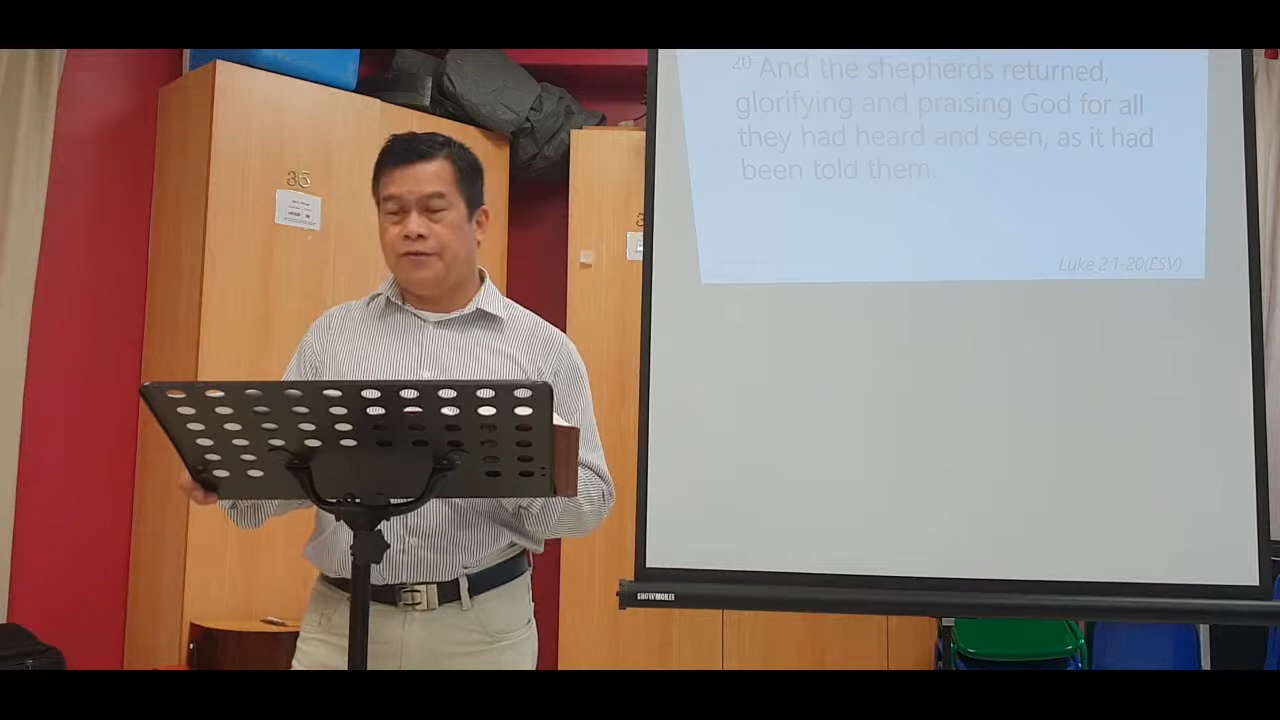 36
20 And the shepherds returned,
glorifying and praising God for all
they had heard and seen, as it had
been told them.
Luke 2:1-20(ESV)